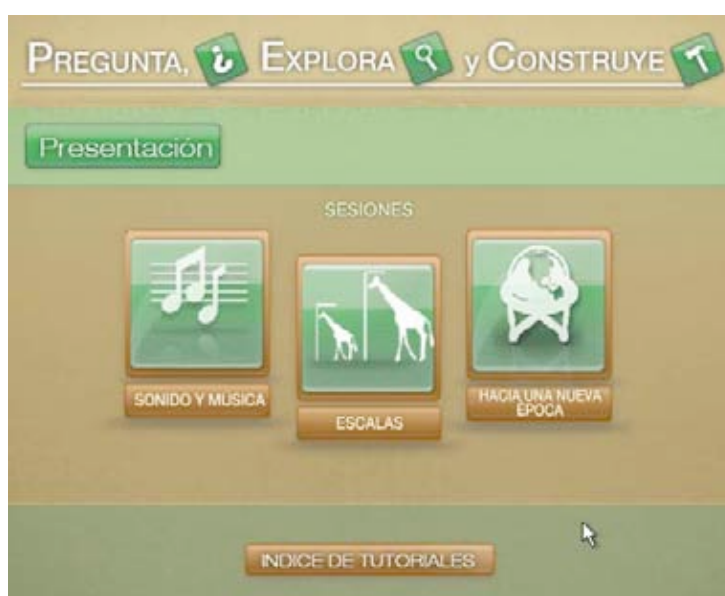 PREGUNTA, EXPLORA y CONSTRUYE
Presentación
SESIONES
SONIDO Y MÚSICA
ESCALAS
HACIA UNA NUEVA
ÉPOCA
INDICE DE TUTORIALES